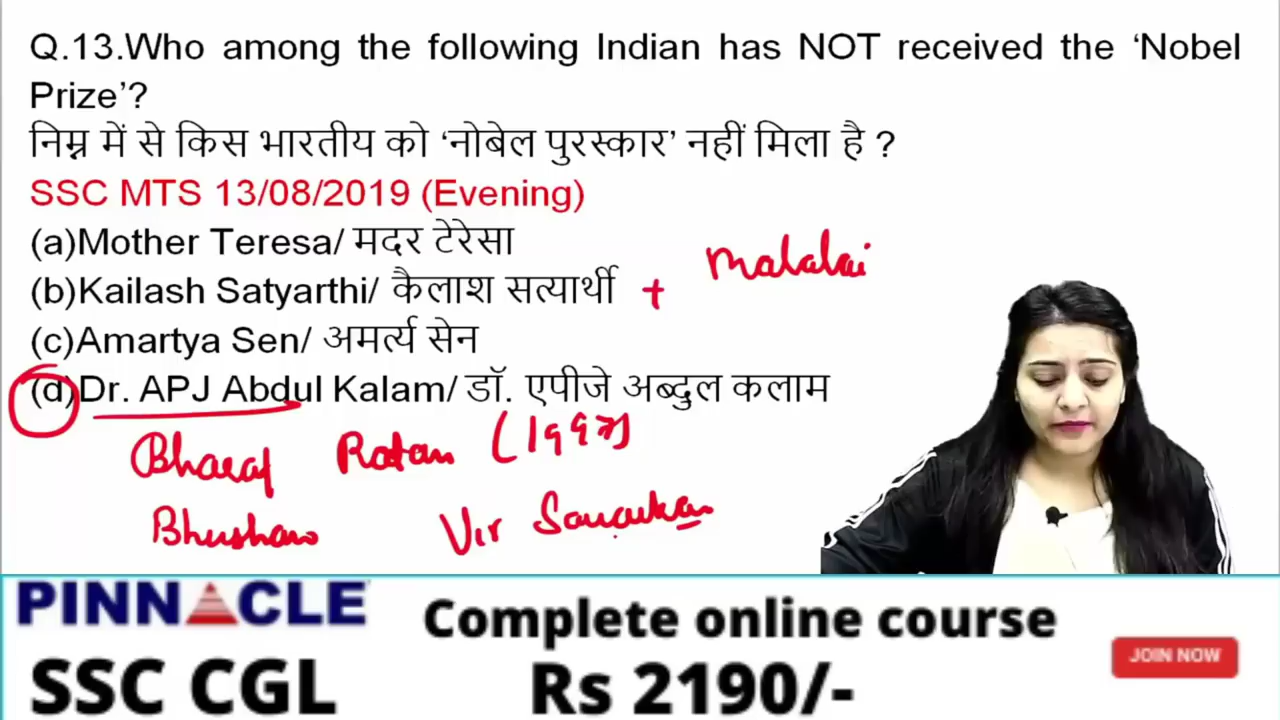 Q.13.Who among the following Indian has NOT received the ‘Nobel
Prize’?
निम्न में से किस भारतीय को ‘नोबेल पुरस्कार’ नहीं मिला है ?
SSC MTS 13/08/2019 (Evening)
(a)Mother Teresa/ मदर टेरेसा
(b)Kailash Satyarthi/ कैलाश सत्यार्थी + Malalai
(c)Amartya Sen/ अमर्त्य सेन
(d)Dr. APJ Abdul Kalam/ डॉ. एपीजे अब्दुल कलाम
Bharat Ratan (1997)
Bhushan Vir Savarkar
PINNACLE
SSC CGL
Complete online course
Rs 2190/-
JOIN NOW